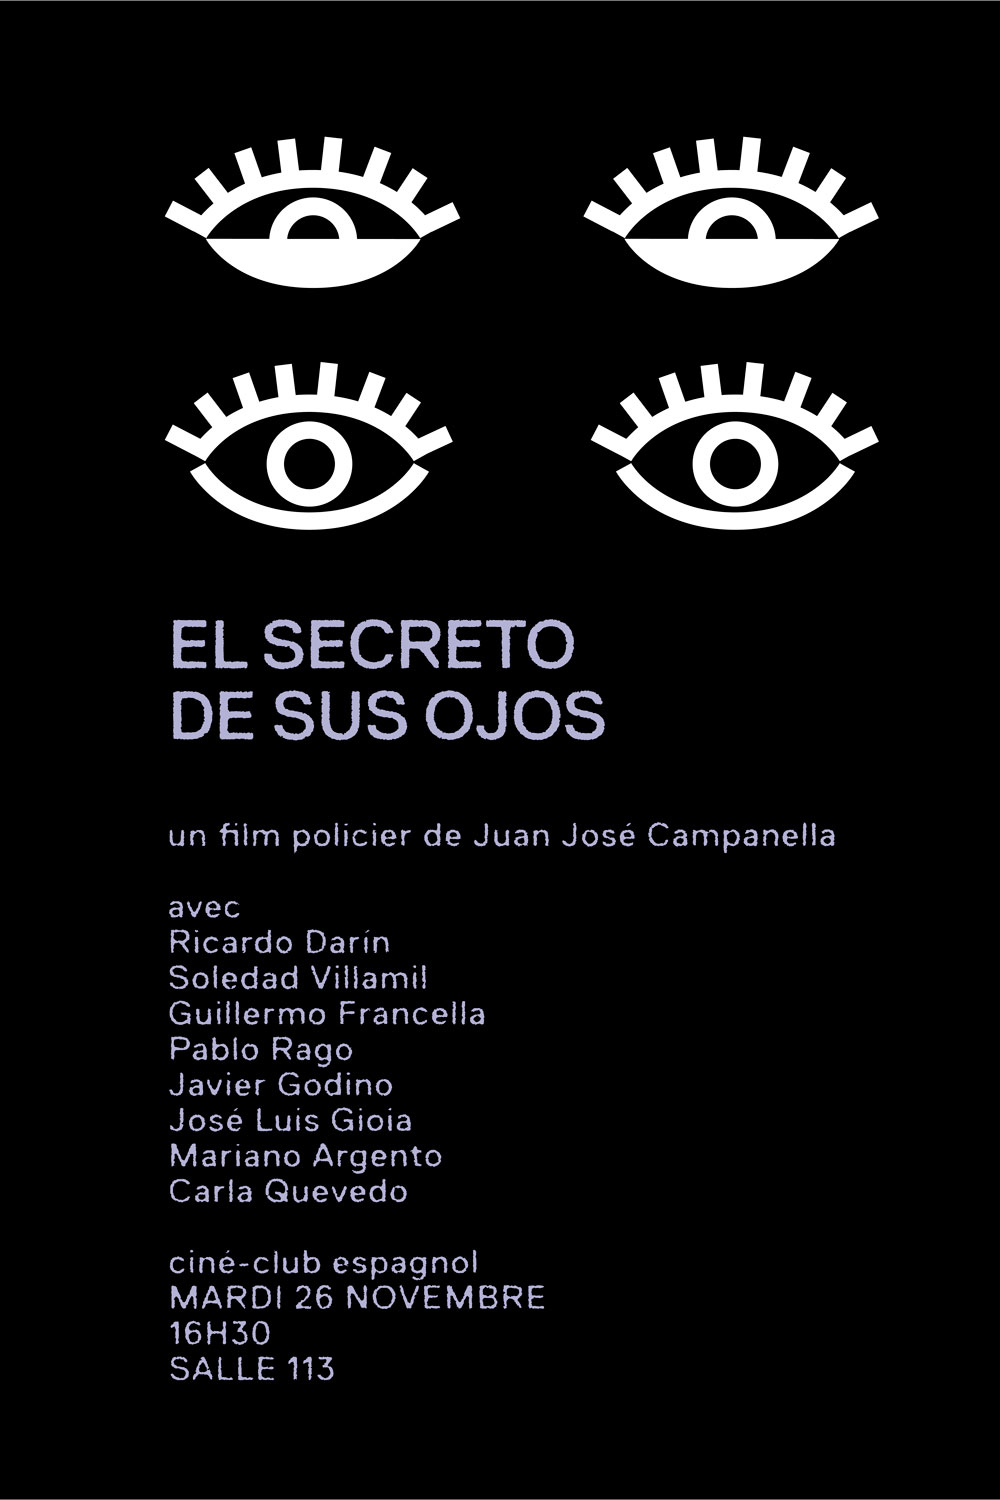 EL SECRETO
DE SUS OJOS
un film policier de Juan José Campanella
avec
Ricardo Darín
Soledad Villamil
Guillermo Francella
Pablo Rago
Javier Godino
José Luis Gioia
Mariano Argento
Carla Quevedo
ciné-club espagnol
MARDI 26 NOVEMBRE
16H30
SALLE 113